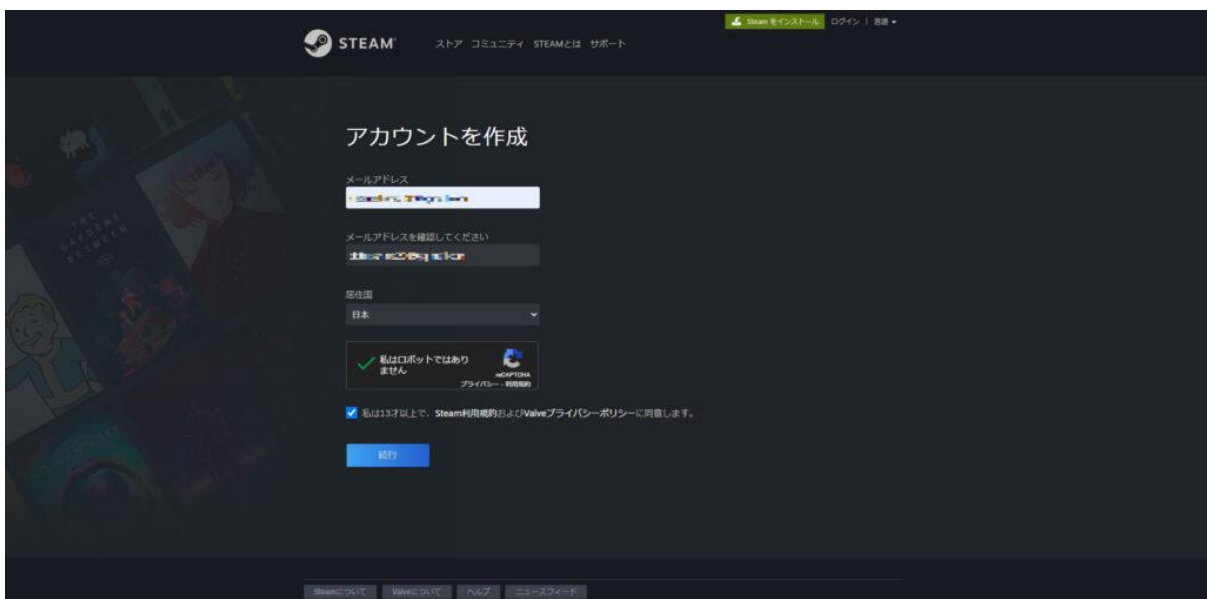 Steam をインストール ログイン | 言語
STEAM ストア コミュニティ STEAMとは サポート
アカウントを作成
メールアドレス
メールアドレスを確認してください
居住国
日本
私はロボットではあり
ません
reCAPTCHA
プライバシー - 利用規約
私は13才以上で、Steam利用規約およびValveプライバシーポリシーに同意します。
続行
THE
GARDENS
BETWEEN
Steamについて Valveについて ヘルプ ニュースフィード